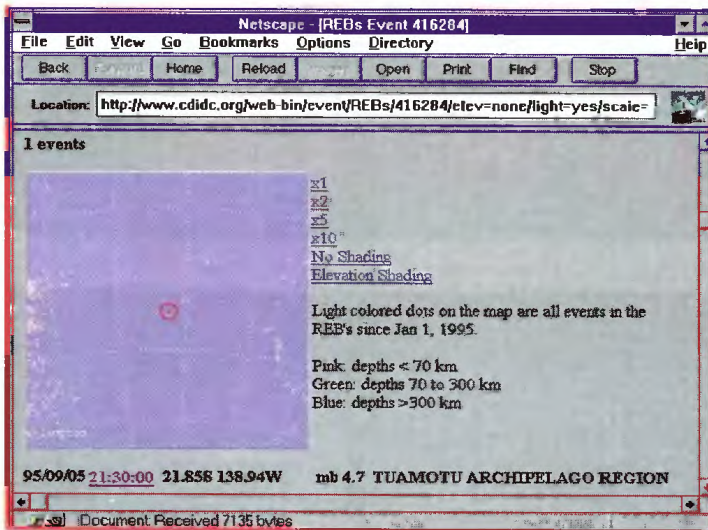 Netscape - [REBs Event 416284]
File Edit View Go Bookmarks Options Directory Help
Back Forward Home Reload Open Print Find Stop
Location: http://www.cdidc.org/web-bin/event/REBs/416284/elev=none/light=yes/scale=
1 events
x1
x2
x5
x10
No Shading
Elevation Shading
Light colored dots on the map are all events in the
REB's since Jan 1, 1995.
Pink: depths < 70 km
Green: depths 70 to 300 km
Blue: depths >300 km
95/09/05 21:30:00 21.85S 138.94W mb 4.7 TUAMOTU ARCHIPELAGO REGION
Document Received 7135 bytes